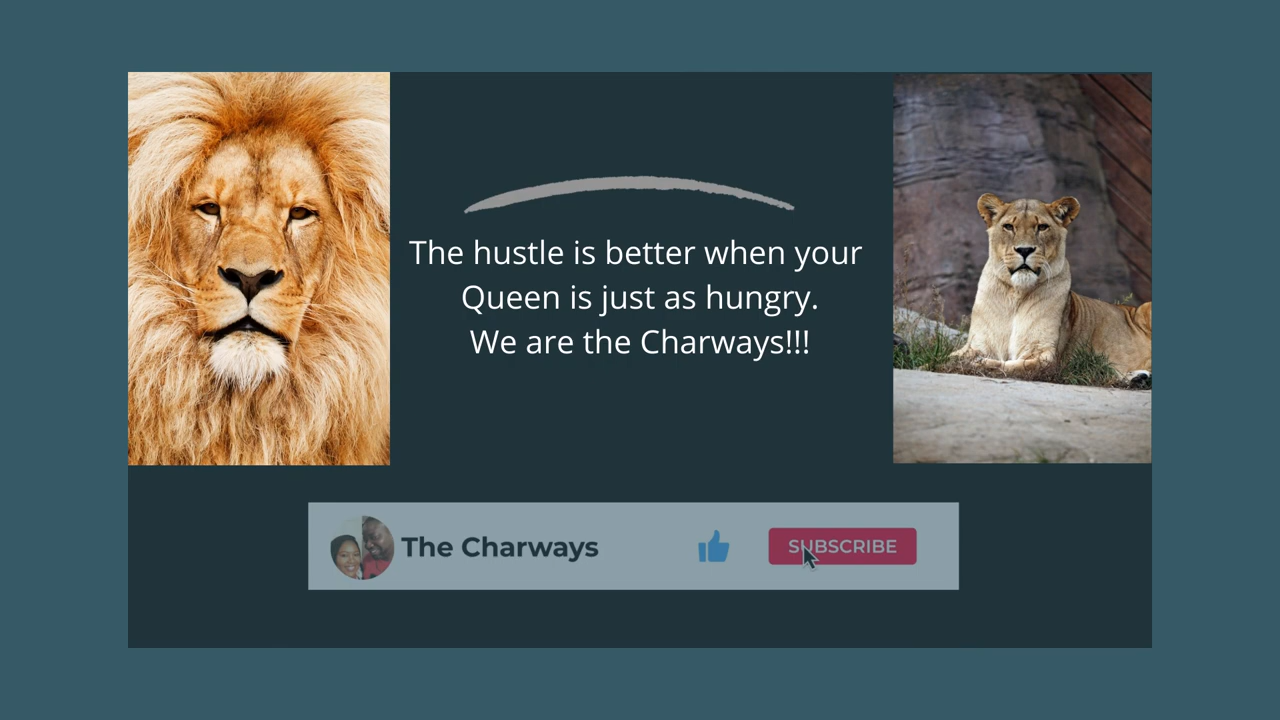 The hustle is better when your
Queen is just as hungry.
We are the Charways!!!
The Charways
SUBSCRIBE